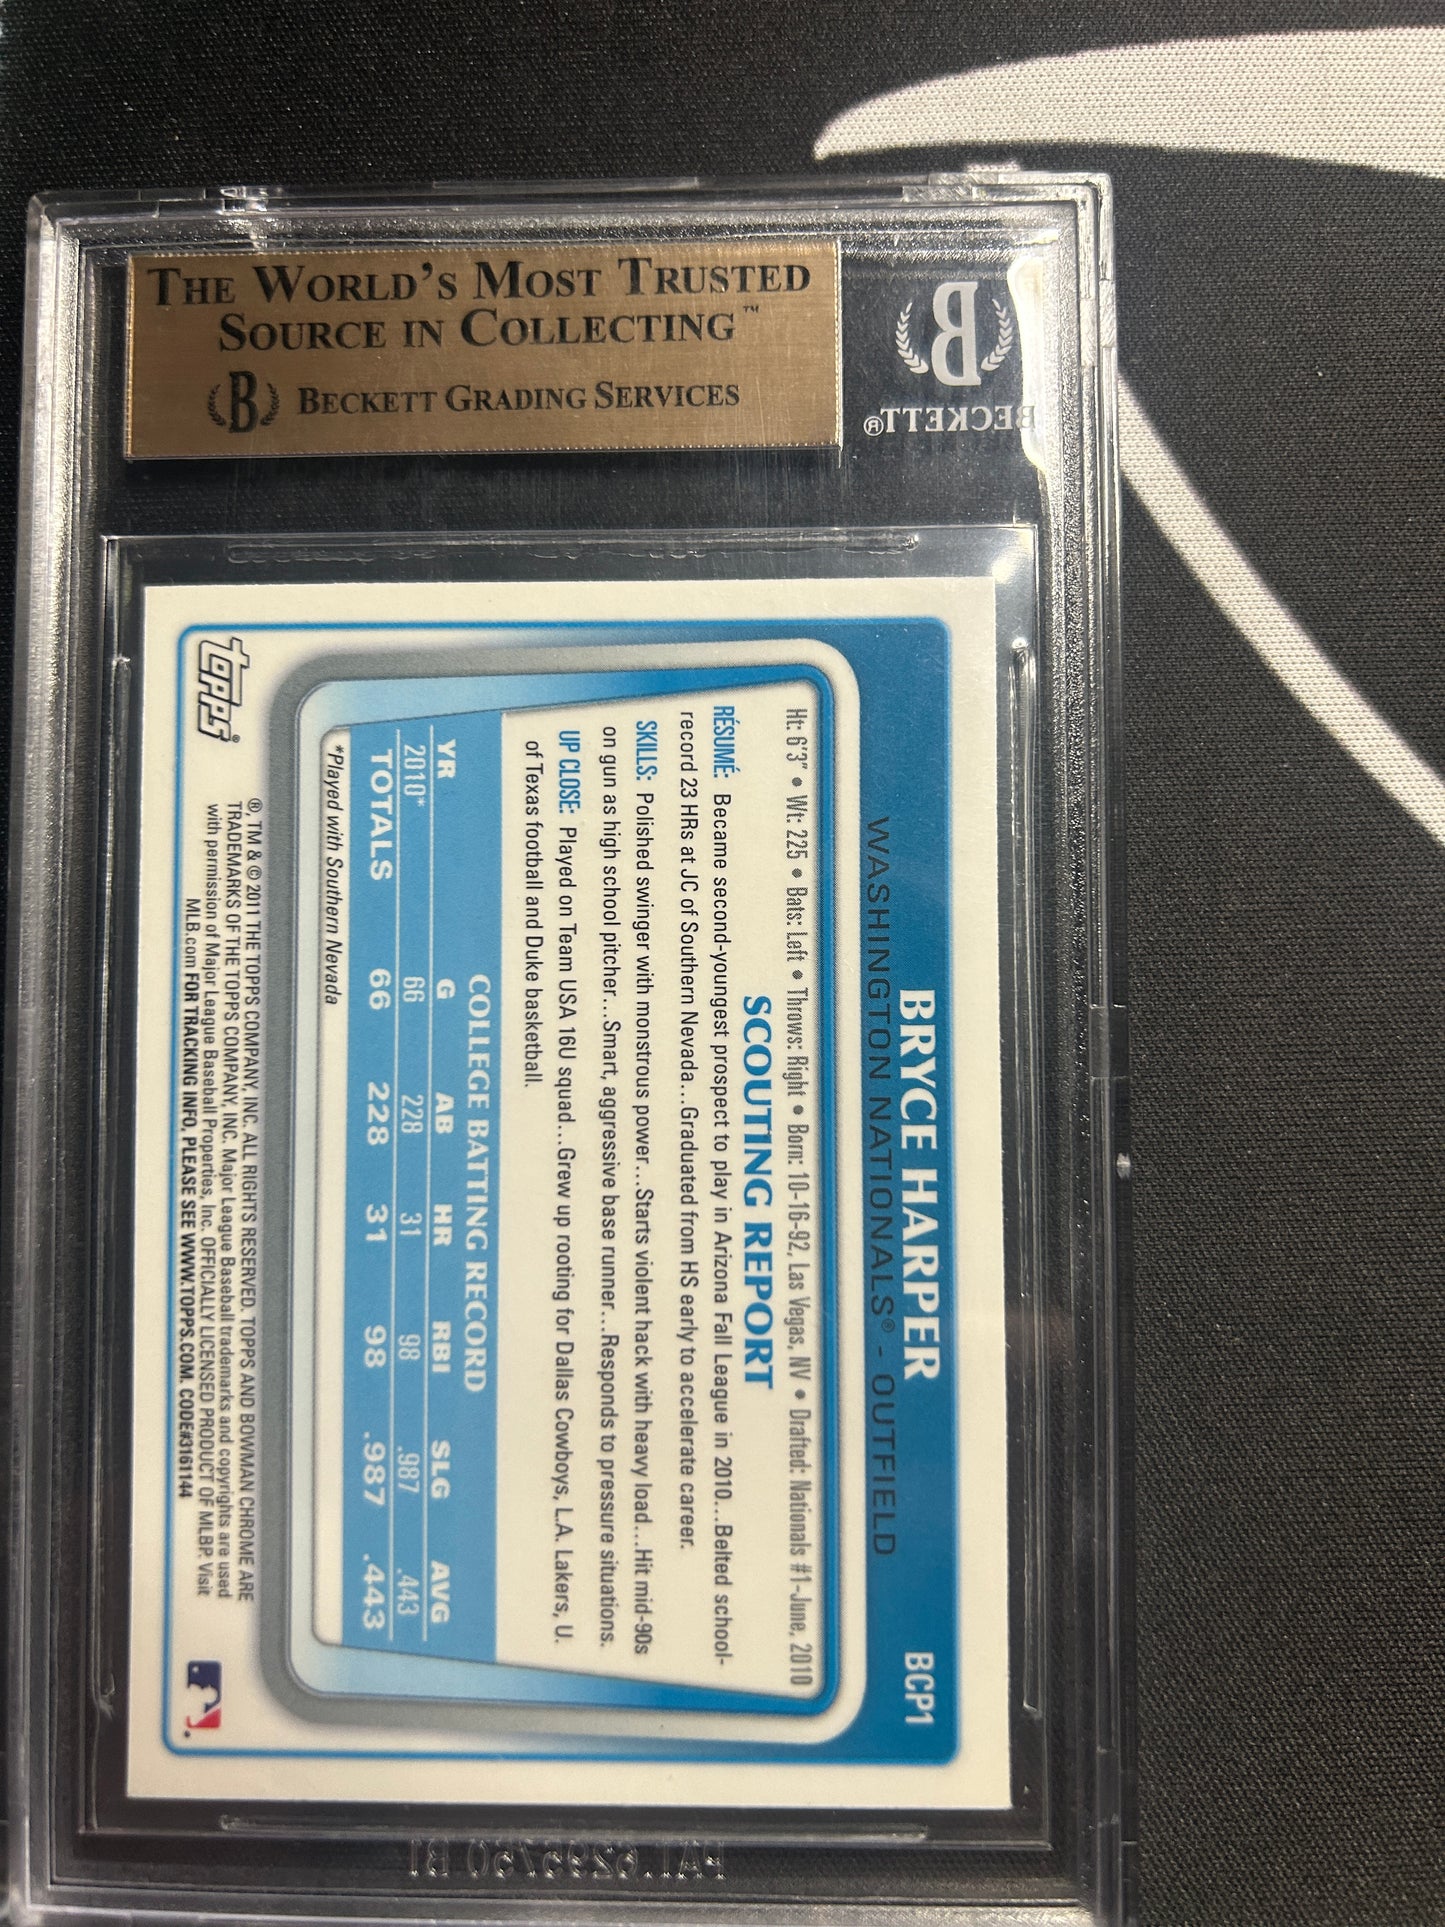 THE WORLD'S MOST TRUSTED
SOURCE IN COLLECTING™
B BECKETT GRADING SERVICES
B
BECKETT®
BRYCE HARPER BCP1
WASHINGTON NATIONALS® - OUTFIELD
Ht: 6'3" • Wt: 225 • Bats: Left • Throws: Right • Born: 10-16-92, Las Vegas, NV • Drafted: Nationals #1-June, 2010
SCOUTING REPORT
RÉSUMÉ: Became second-youngest prospect to play in Arizona Fall League in 2010...Belted school-
record 23 HRs at JC of Southern Nevada...Graduated from HS early to accelerate career.
SKILLS: Polished swinger with monstrous power...Starts violent hack with heavy load...Hit mid-90s
on gun as high school pitcher...Smart, aggressive base runner...Responds to pressure situations.
UP CLOSE: Played on Team USA 16U squad...Grew up rooting for Dallas Cowboys, L.A. Lakers, U.
of Texas football and Duke basketball.
COLLEGE BATTING RECORD
YR G AB HR RBI SLG AVG
2010* 66 228 31 98 .987 .443
TOTALS 66 228 31 98 .987 .443
*Played with Southern Nevada
topps®
®, TM & © 2011 THE TOPPS COMPANY, INC. ALL RIGHTS RESERVED. TOPPS AND BOWMAN CHROME ARE
TRADEMARKS OF THE TOPPS COMPANY, INC. Major League Baseball trademarks and copyrights are used
with permission of Major League Baseball Properties, Inc. OFFICIALLY LICENSED PRODUCT OF MLBP. Visit
MLB.com FOR TRACKING INFO, PLEASE SEE WWW.TOPPS.COM. CODE#3161144